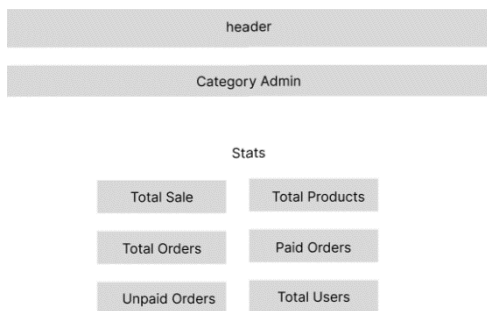 header
Category Admin
Stats
Total Sale
Total Products
Total Orders
Paid Orders
Unpaid Orders
Total Users